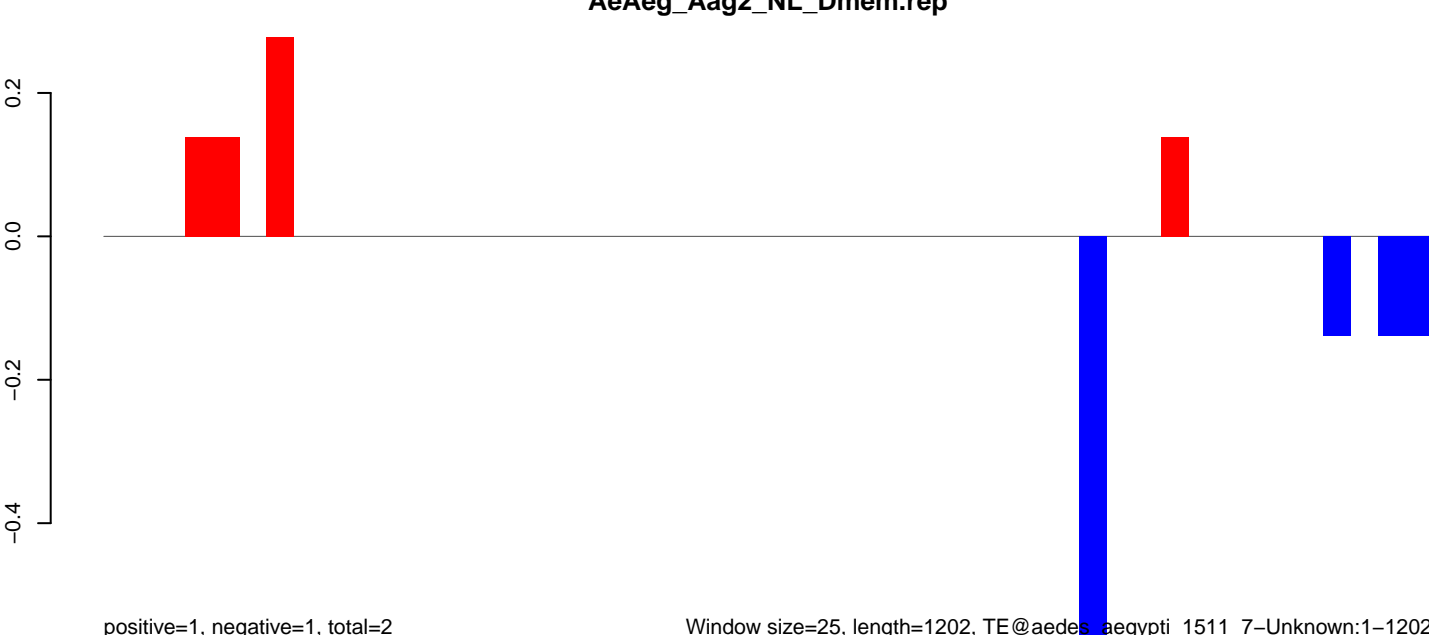 AeAeg_Aag2_NL_Dmem.rep
0.2
0.0
−0.2
−0.4
positive=1, negative=1, total=2
Window size=25, length=1202, TE@aedes_aegypti_1511_7−Unknown:1−1202